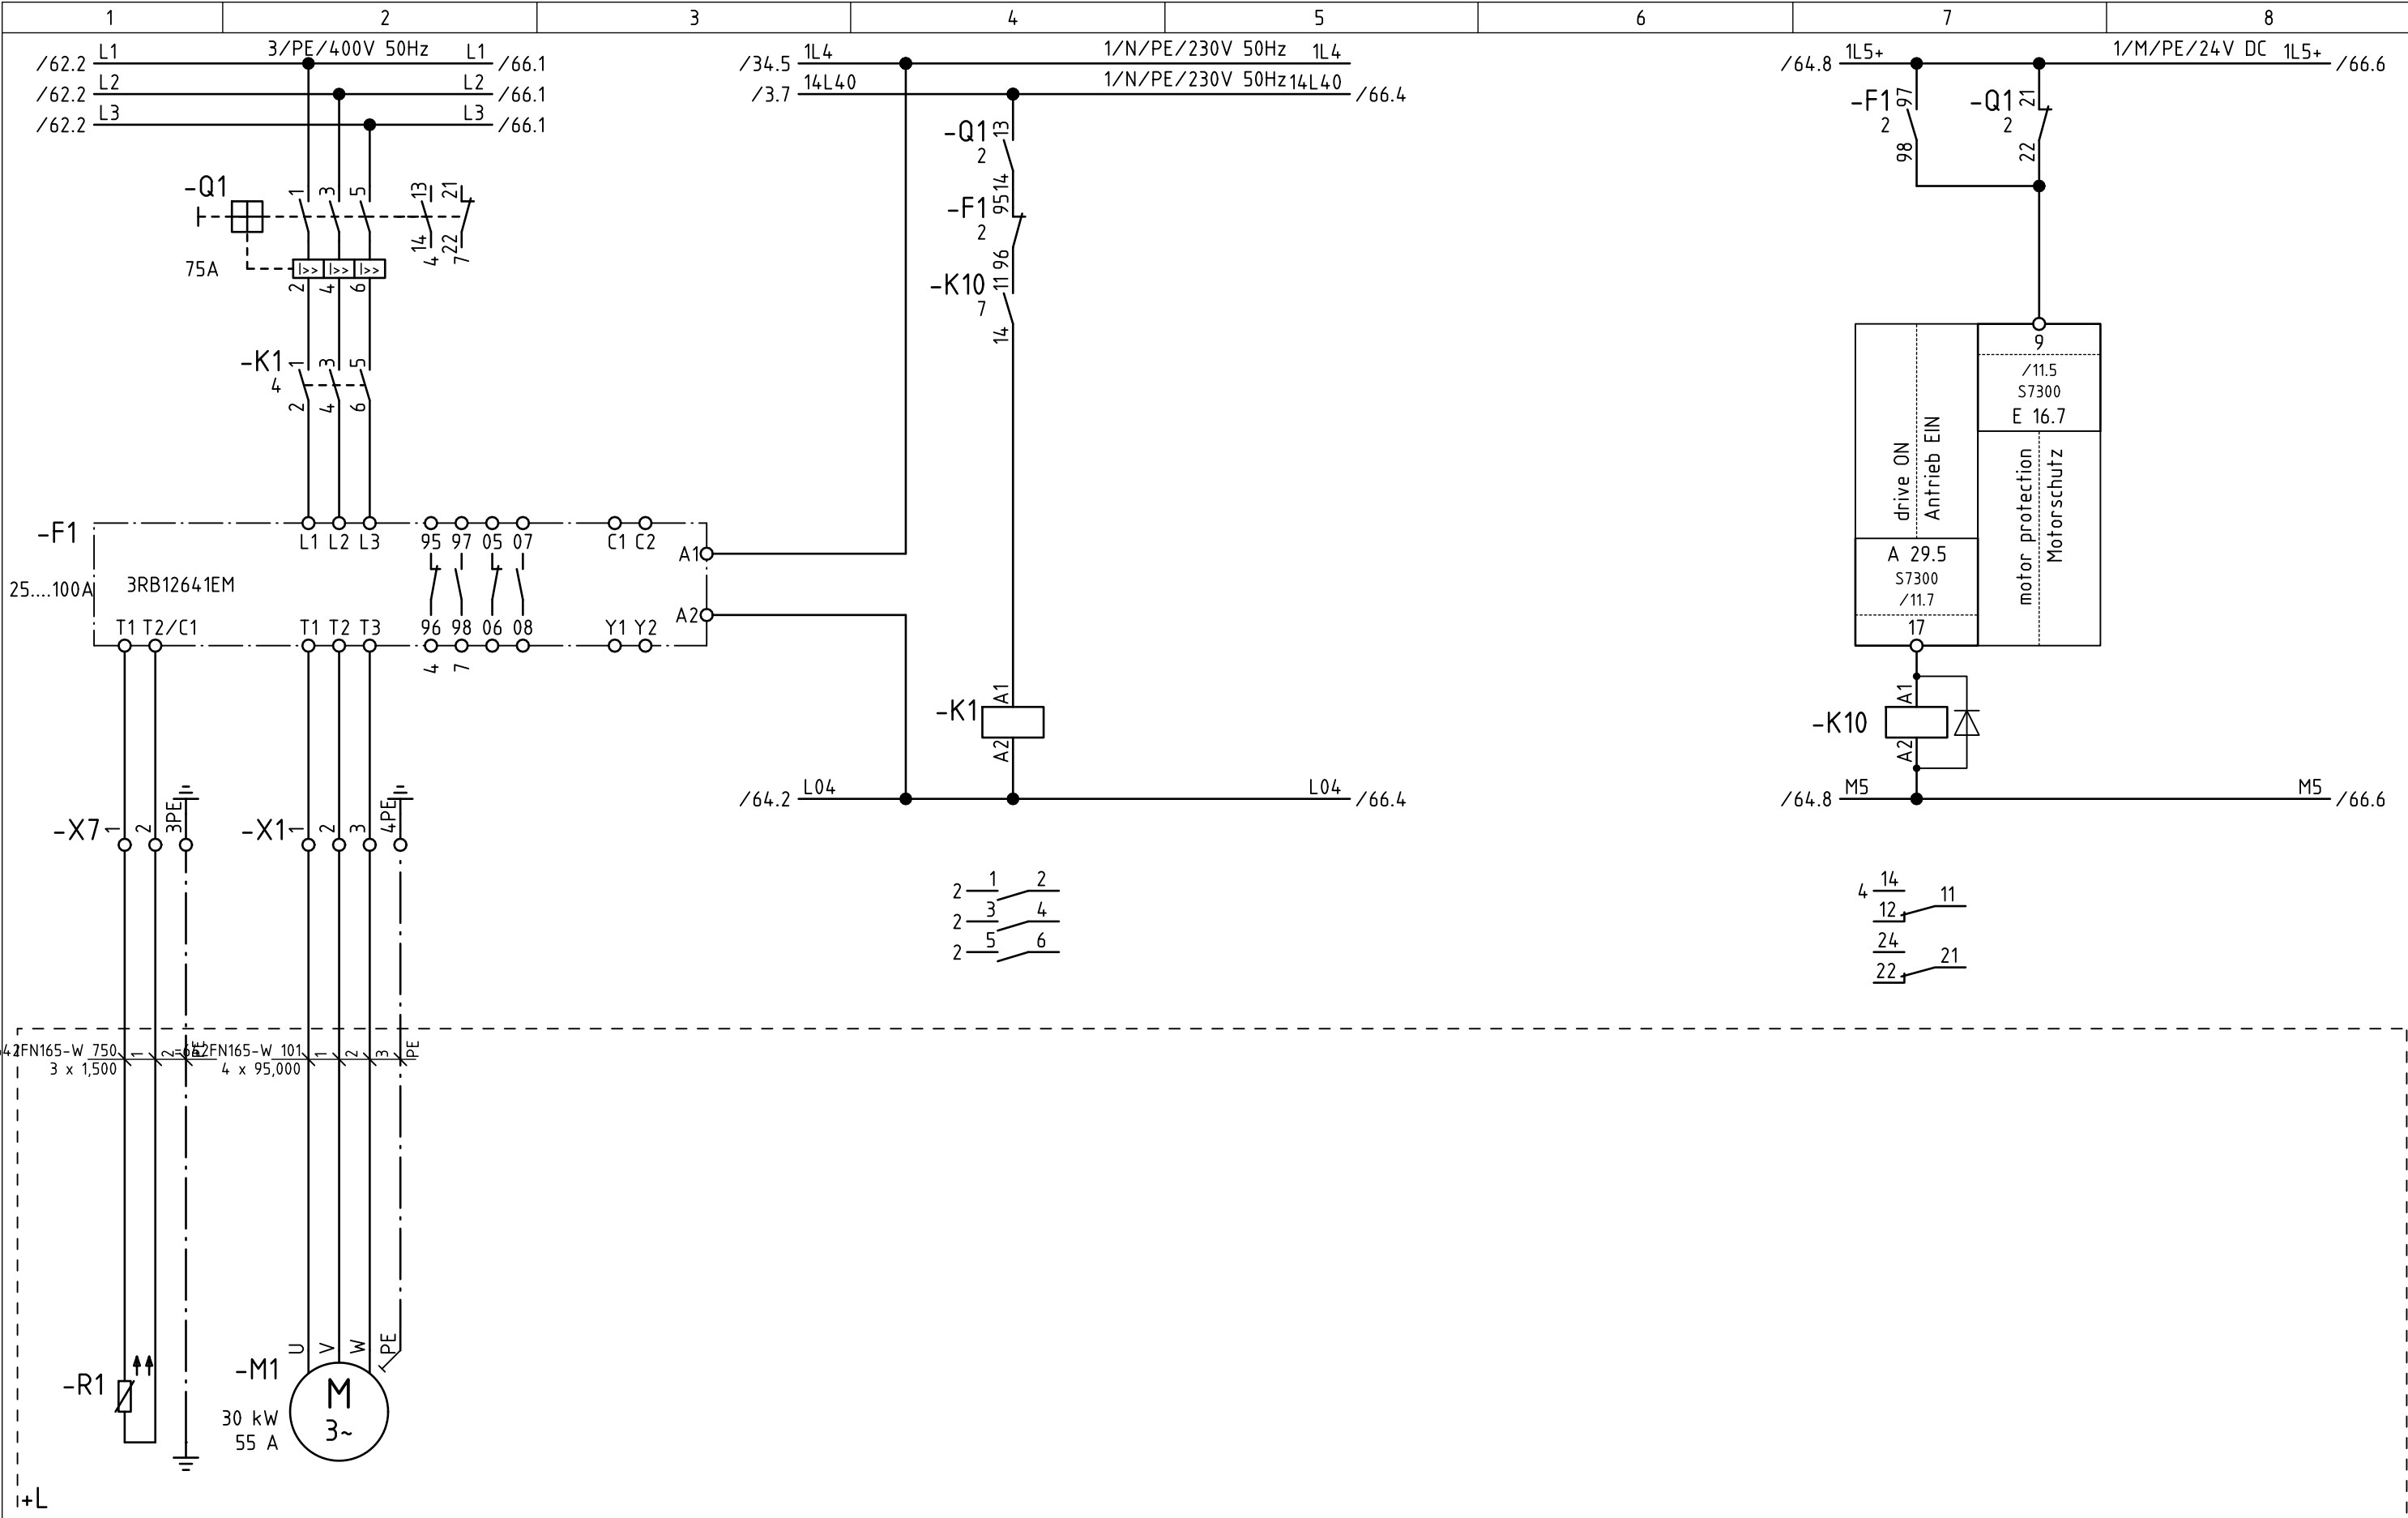 1 2 3 4 5 6 7 8
/62.2 L1 3/PE/400V 50Hz L1 /66.1
/62.2 L2 L2 /66.1
/62.2 L3 L3 /66.1
/34.5 1L4 1/N/PE/230V 50Hz 1L4
/3.7 14L40 1/N/PE/230V 50Hz 14L40 /66.4
/64.8 1L5+ 1/M/PE/24V DC 1L5+ /66.6
-Q1 1 3 5 13 21
14 22
4 7
75A I>> I>> I>>
2 4 6
-K1 1 3 5
4
2 4 6
-Q1 13
2
14
-F1 95
2
96
-K10 11
7
14
-F1 97
2
98
-Q1 21
2
22
9
/11.5
S7300
E 16.7
motor protection
Motorschutz
drive ON
Antrieb EIN
A 29.5
S7300
/11.7
17
-F1
25....100A
3RB12641EM
L1 L2 L3 95 97 05 07 C1 C2
A1
A2
T1 T2/C1 T1 T2 T3 96 98 06 08 Y1 Y2
4 7
-K1 A1
A2
-K10 A1
A2
/64.2 L04 L04 /66.4
/64.8 M5 M5 /66.6
-X7 1 2 3PE
-X1 1 2 3 4PE
2 1 2
2 3 4
2 5 6
4 14 11
12
24 21
22
42FN165-W 750 1 2 PE
3 x 1,500
=642FN165-W 101 1 2 3 PE
4 x 95,000
U V W PE
-R1
-M1
M
3~
30 kW
55 A
+L